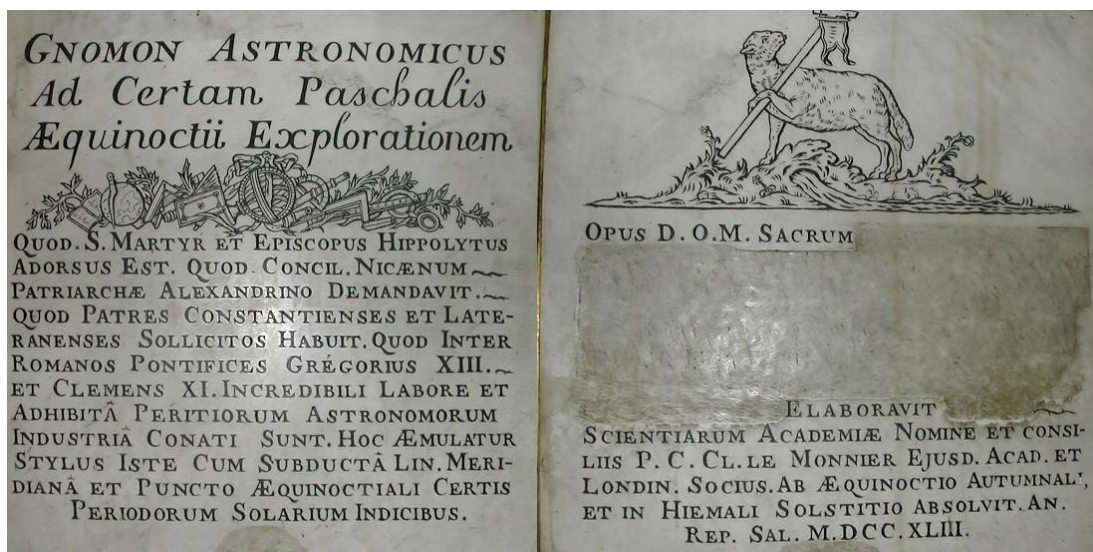 GNOMON ASTRONOMICUS
Ad Certam Paschalis
Æquinoctii Explorationem
QUOD. S. MARTYR ET EPISCOPUS HIPPOLYTUS
ADORSUS EST. QUOD CONCIL. NICÆNUM
PATRIARCHÆ ALEXANDRINO DEMANDAVIT.
QUOD PATRES CONSTANTIENSES ET LATE-
RANENSES SOLLICITOS HABUIT. QUOD INTER
ROMANOS PONTIFICES GRÉGORIUS XIII.
ET CLEMENS XI. INCREDIBILI LABORE ET
ADHIBITÂ PERITIORUM ASTRONOMORUM
INDUSTRIÂ CONATI SUNT. HOC ÆMULATUR
STYLUS ISTE CUM SUBDUCTÂ LIN. MERI-
DIANÂ ET PUNCTO ÆQUINOCTIALI CERTIS
PERIODORUM SOLARIUM INDICIBUS.
OPUS D. O. M. SACRUM
ELABORAVIT
SCIENTIARUM ACADEMIÆ NOMINE ET CONSI-
LIIS P. C. CL. LE MONNIER EJUSD. ACAD. ET
LONDIN. SOCIUS. AB ÆQUINOCTIO AUTUMNALI,
ET IN HIEMALI SOLSTITIO ABSOLVIT. AN.
REP. SAL. M.DCC.XLIII.